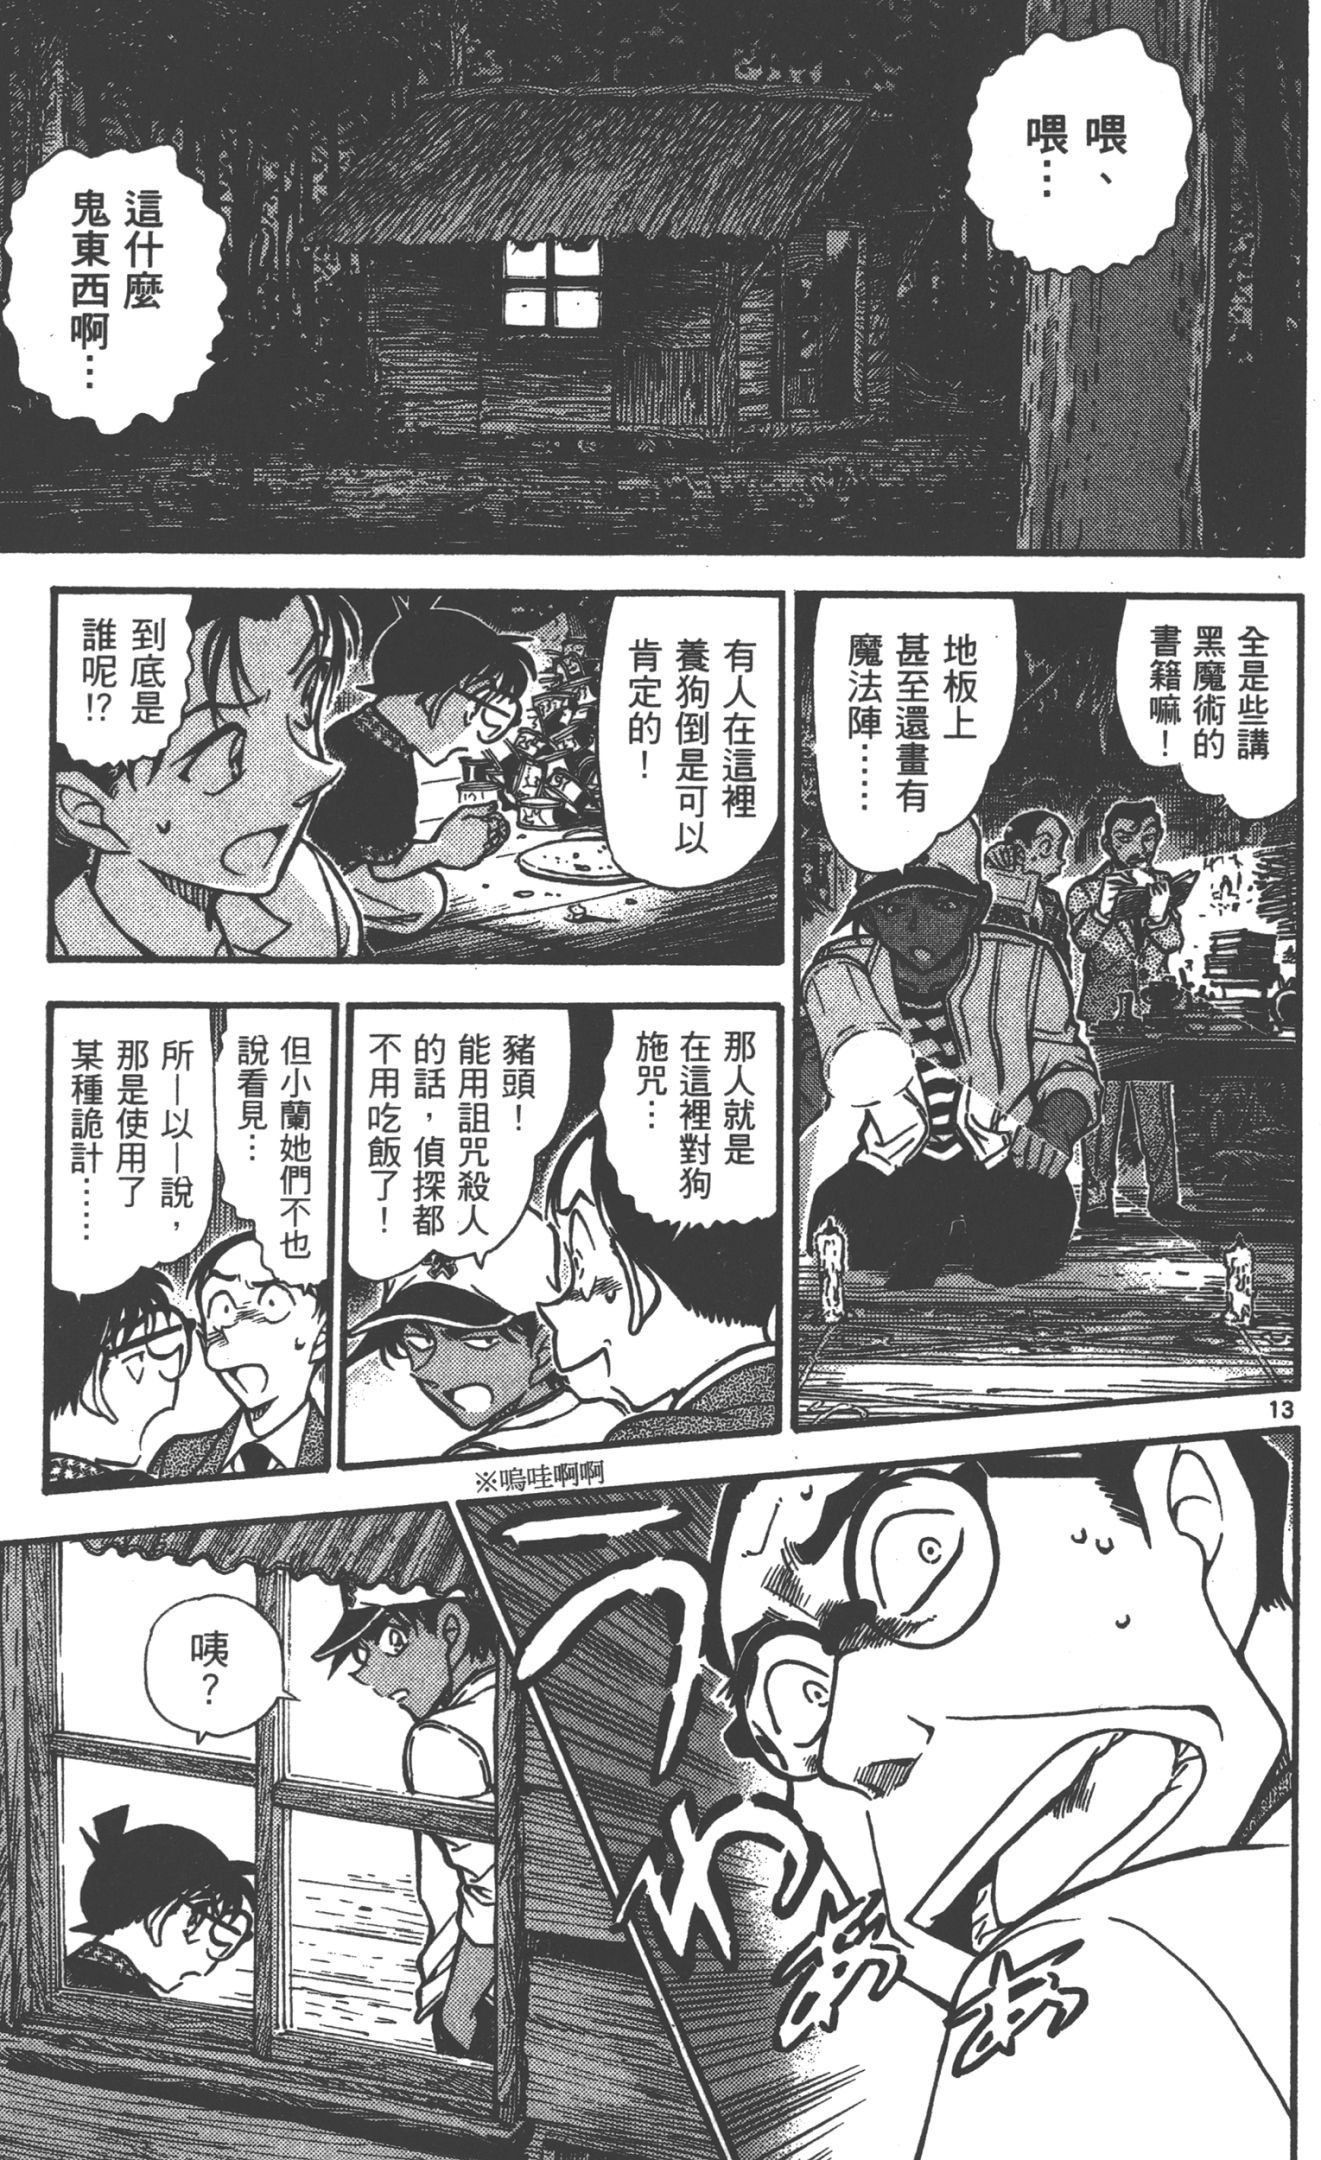 喂、
喂…
這什麼
鬼東西啊…
全是些講
黑魔術的
書籍嘛！
地板上
甚至還畫有
魔法陣……
有人在這裡
養狗倒是可以
肯定的！
到底是
誰呢!?
那人就是
在這裡對狗
施咒…
豬頭！
能用詛咒殺人
的話，偵探都
不用吃飯了！
但小蘭她們不也
說看見…
所—以—說，
那是使用了
某種詭計……
13
※嗚哇啊啊
うわああ
咦？